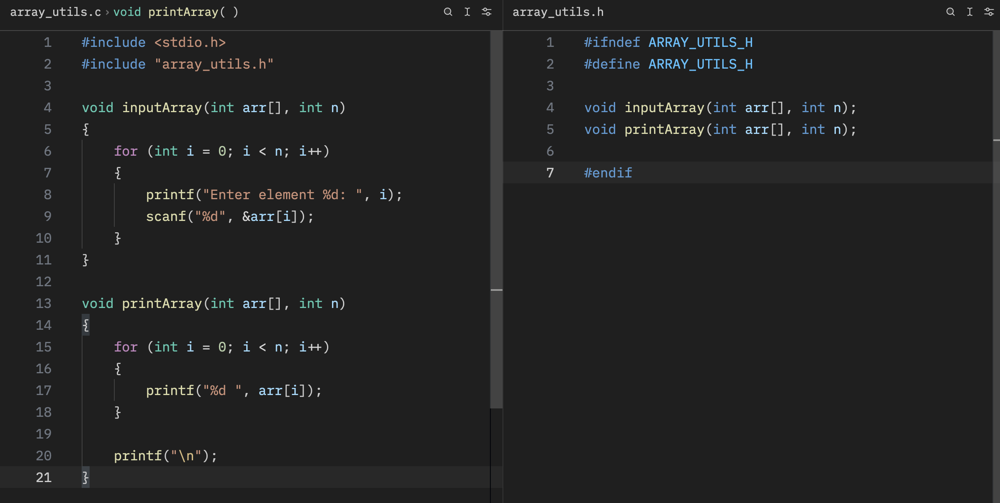 array_utils.c › void printArray( )
1 #include <stdio.h>
2 #include "array_utils.h"
3
4 void inputArray(int arr[], int n)
5 {
6     for (int i = 0; i < n; i++)
7     {
8         printf("Enter element %d: ", i);
9         scanf("%d", &arr[i]);
10     }
11 }
12
13 void printArray(int arr[], int n)
14 {
15     for (int i = 0; i < n; i++)
16     {
17         printf("%d ", arr[i]);
18     }
19
20     printf("\n");
21 }
array_utils.h
1 #ifndef ARRAY_UTILS_H
2 #define ARRAY_UTILS_H
3
4 void inputArray(int arr[], int n);
5 void printArray(int arr[], int n);
6
7 #endif